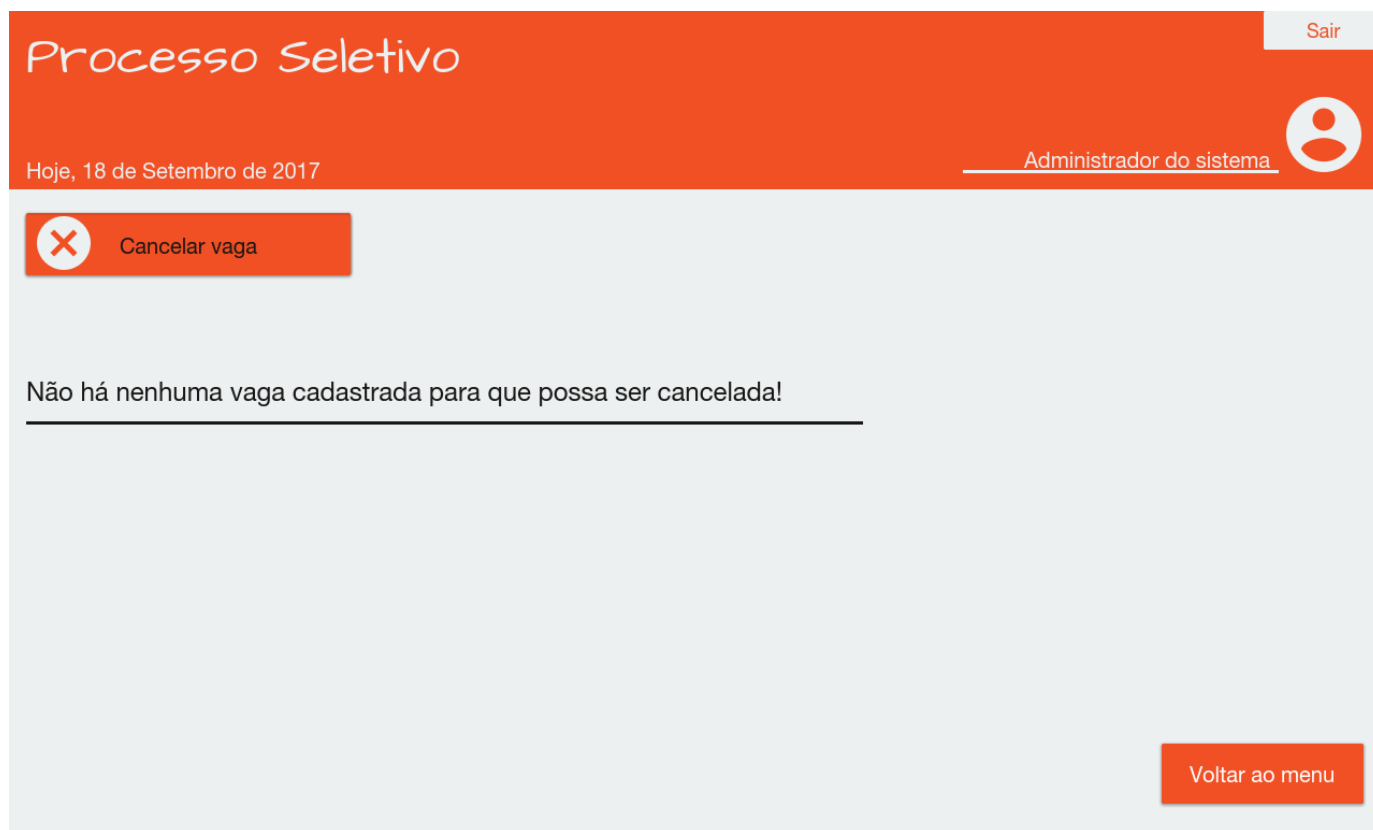 Sair
Processo Seletivo
Administrador do sistema
Hoje, 18 de Setembro de 2017
Cancelar vaga
Não há nenhuma vaga cadastrada para que possa ser cancelada!
Voltar ao menu